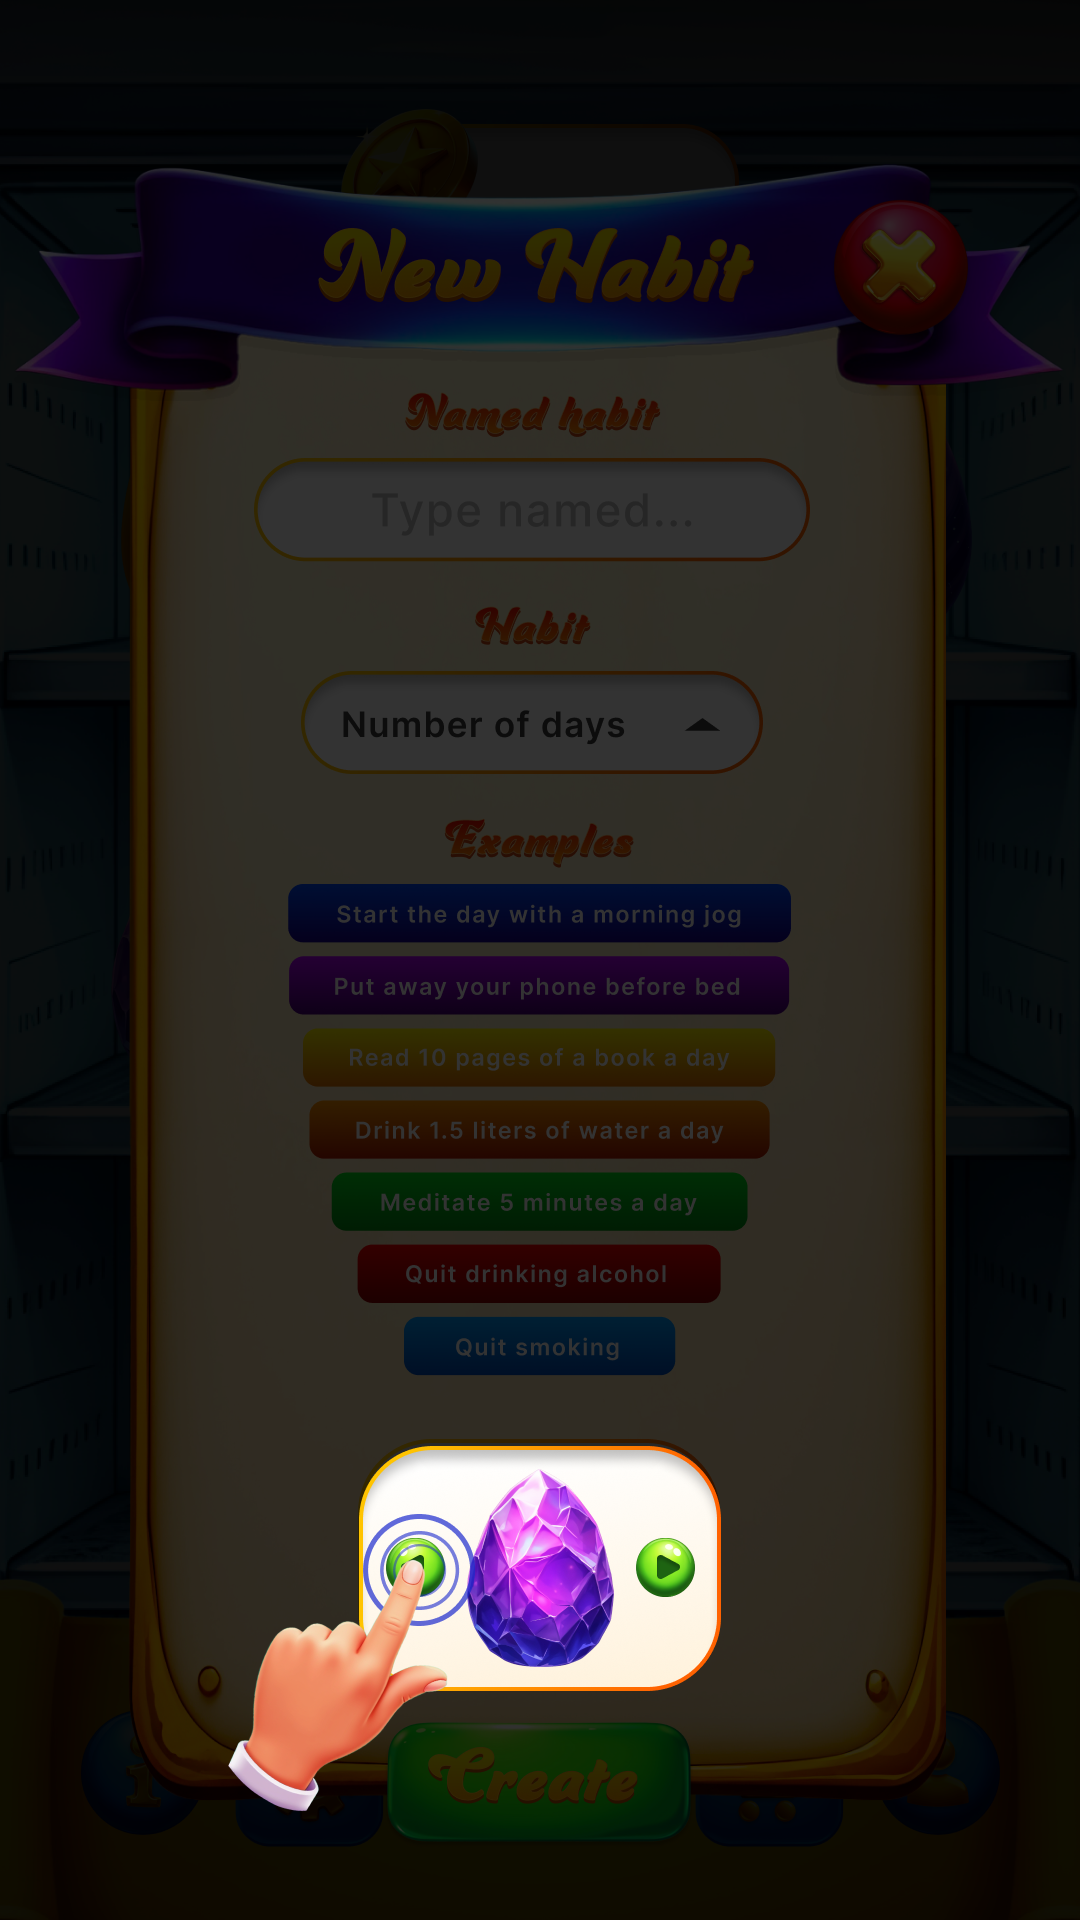 New Habit
Named habit
Type named...
Habit
Number of days
Examples
Start the day with a morning jog
Put away your phone before bed
Read 10 pages of a book a day
Drink 1.5 liters of water a day
Meditate 5 minutes a day
Quit drinking alcohol
Quit smoking
Create